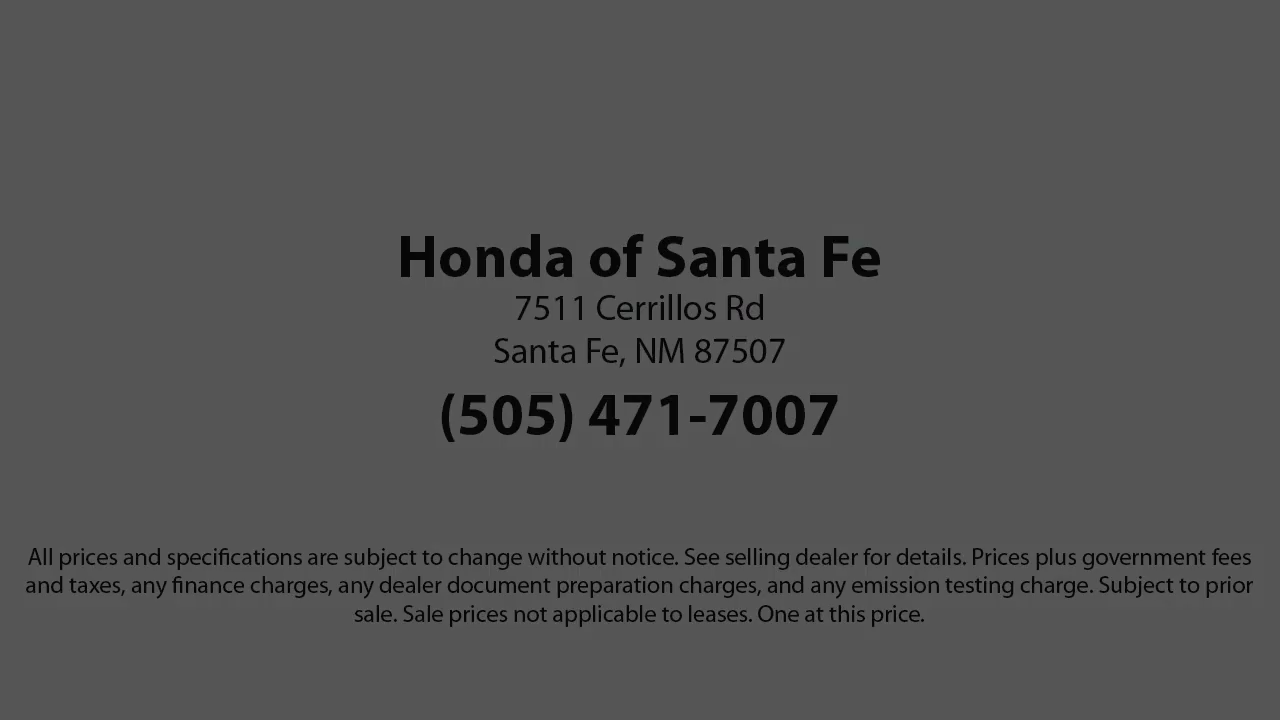 Honda of Santa Fe
7511 Cerrillos Rd
Santa Fe, NM 87507
(505) 471-7007
All prices and specifications are subject to change without notice. See selling dealer for details. Prices plus government fees
and taxes, any finance charges, any dealer document preparation charges, and any emission testing charge. Subject to prior
sale. Sale prices not applicable to leases. One at this price.